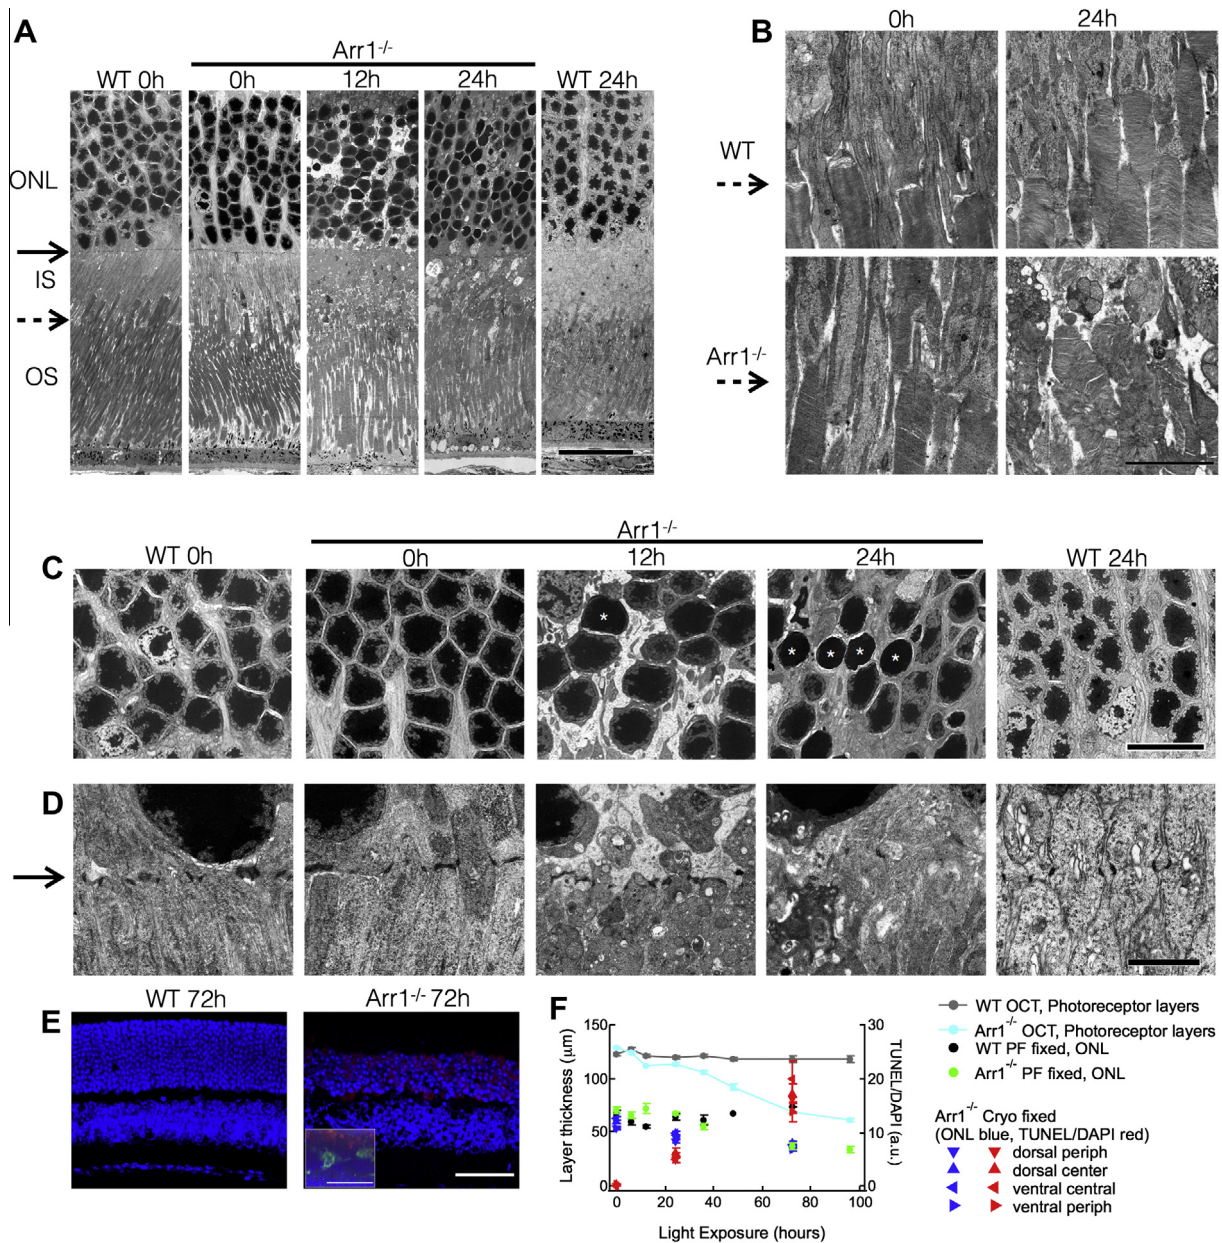 A
Arr1-/-
WT 0h
0h
12h
24h
WT 24h
ONL
IS
OS
B
0h
24h
WT
Arr1-/-
C
Arr1-/-
WT 0h
0h
12h
24h
WT 24h
*
* * * *
D
E
WT 72h
Arr1-/- 72h
F
Layer thickness (μm)
150
100
50
0
TUNEL/DAPI (a.u.)
30
20
10
0
0
20
40
60
80
100
Light Exposure (hours)
WT OCT, Photoreceptor layers
Arr1-/- OCT, Photoreceptor layers
WT PF fixed, ONL
Arr1-/- PF fixed, ONL
Arr1-/- Cryo fixed
(ONL blue, TUNEL/DAPI red)
dorsal periph
dorsal center
ventral central
ventral periph